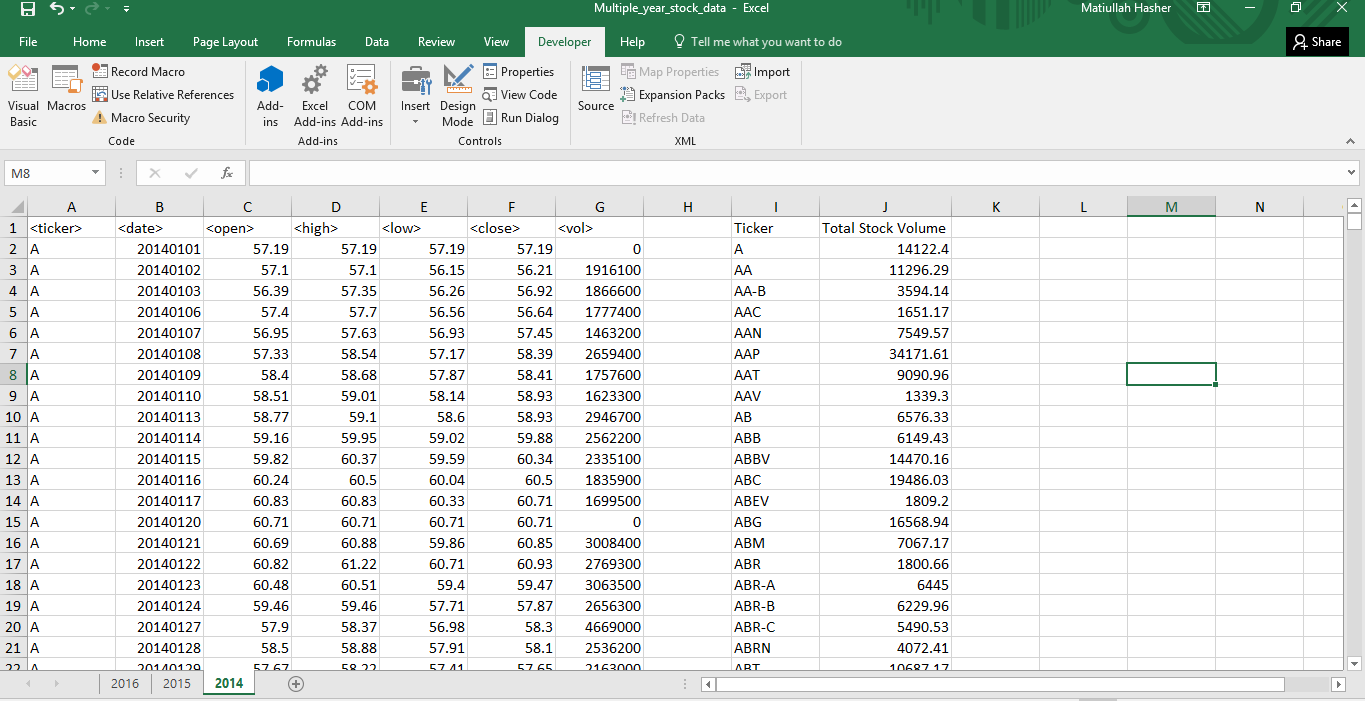 Multiple_year_stock_data - Excel Matiullah Hasher
File Home Insert Page Layout Formulas Data Review View Developer Help Tell me what you want to do Share
Record Macro Properties Map Properties Import
Use Relative References View Code Expansion Packs Export
Visual Basic Macros Macro Security Add-ins Excel Add-ins COM Add-ins Insert Design Mode Run Dialog Source Refresh Data
Code Add-ins Controls XML
M8 fx
A B C D E F G H I J K L M N
1 <ticker> <date> <open> <high> <low> <close> <vol> Ticker Total Stock Volume
2 A 20140101 57.19 57.19 57.19 57.19 0 A 14122.4
3 A 20140102 57.1 57.1 56.15 56.21 1916100 AA 11296.29
4 A 20140103 56.39 57.35 56.26 56.92 1866600 AA-B 3594.14
5 A 20140106 57.4 57.7 56.56 56.64 1777400 AAC 1651.17
6 A 20140107 56.95 57.63 56.93 57.45 1463200 AAN 7549.57
7 A 20140108 57.33 58.54 57.17 58.39 2659400 AAP 34171.61
8 A 20140109 58.4 58.68 57.87 58.41 1757600 AAT 9090.96
9 A 20140110 58.51 59.01 58.14 58.93 1623300 AAV 1339.3
10 A 20140113 58.77 59.1 58.6 58.93 2946700 AB 6576.33
11 A 20140114 59.16 59.95 59.02 59.88 2562200 ABB 6149.43
12 A 20140115 59.82 60.37 59.59 60.34 2335100 ABBV 14470.16
13 A 20140116 60.24 60.5 60.04 60.5 1835900 ABC 19486.03
14 A 20140117 60.83 60.83 60.33 60.71 1699500 ABEV 1809.2
15 A 20140120 60.71 60.71 60.71 60.71 0 ABG 16568.94
16 A 20140121 60.69 60.88 59.86 60.85 3008400 ABM 7067.17
17 A 20140122 60.82 61.22 60.71 60.93 2769300 ABR 1800.66
18 A 20140123 60.48 60.51 59.4 59.47 3063500 ABR-A 6445
19 A 20140124 59.46 59.46 57.71 57.87 2656300 ABR-B 6229.96
20 A 20140127 57.9 58.37 56.98 58.3 4669000 ABR-C 5490.53
21 A 20140128 58.5 58.88 57.91 58.1 2536200 ABRN 4072.41
22 A 20140129 57.67 58.22 57.41 57.65 2163000 ABT 10687.17
2016 2015 2014